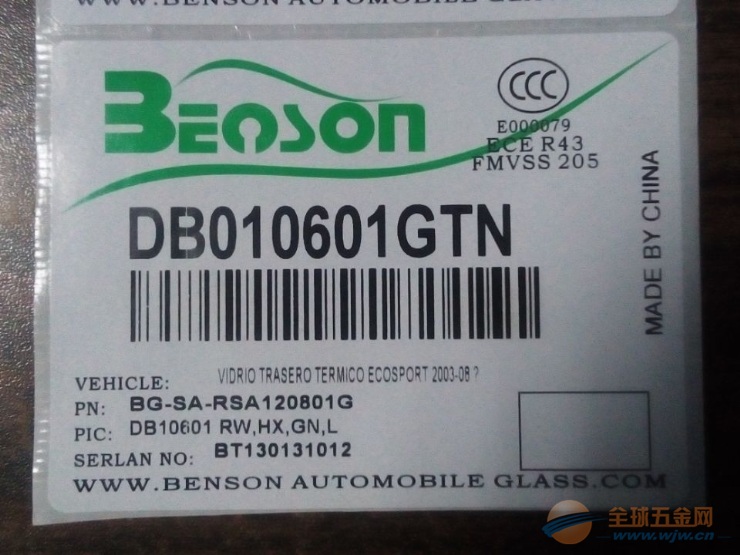 WWW.BENSON AUTOMOBILE GLASS.COM
BENSON
CCC
E000079
ECE R43
FMVSS 205
DB010601GTN
MADE BY CHINA
VEHICLE: VIDRIO TRASERO TERMICO ECOSPORT 2003-08 ?
PN: BG-SA-RSA120801G
PIC: DB10601 RW,HX,GN,L
SERLAN NO: BT130131012
WWW.BENSON AUTOMOBILE GLASS.COM
全球五金网
www.wjw.cn